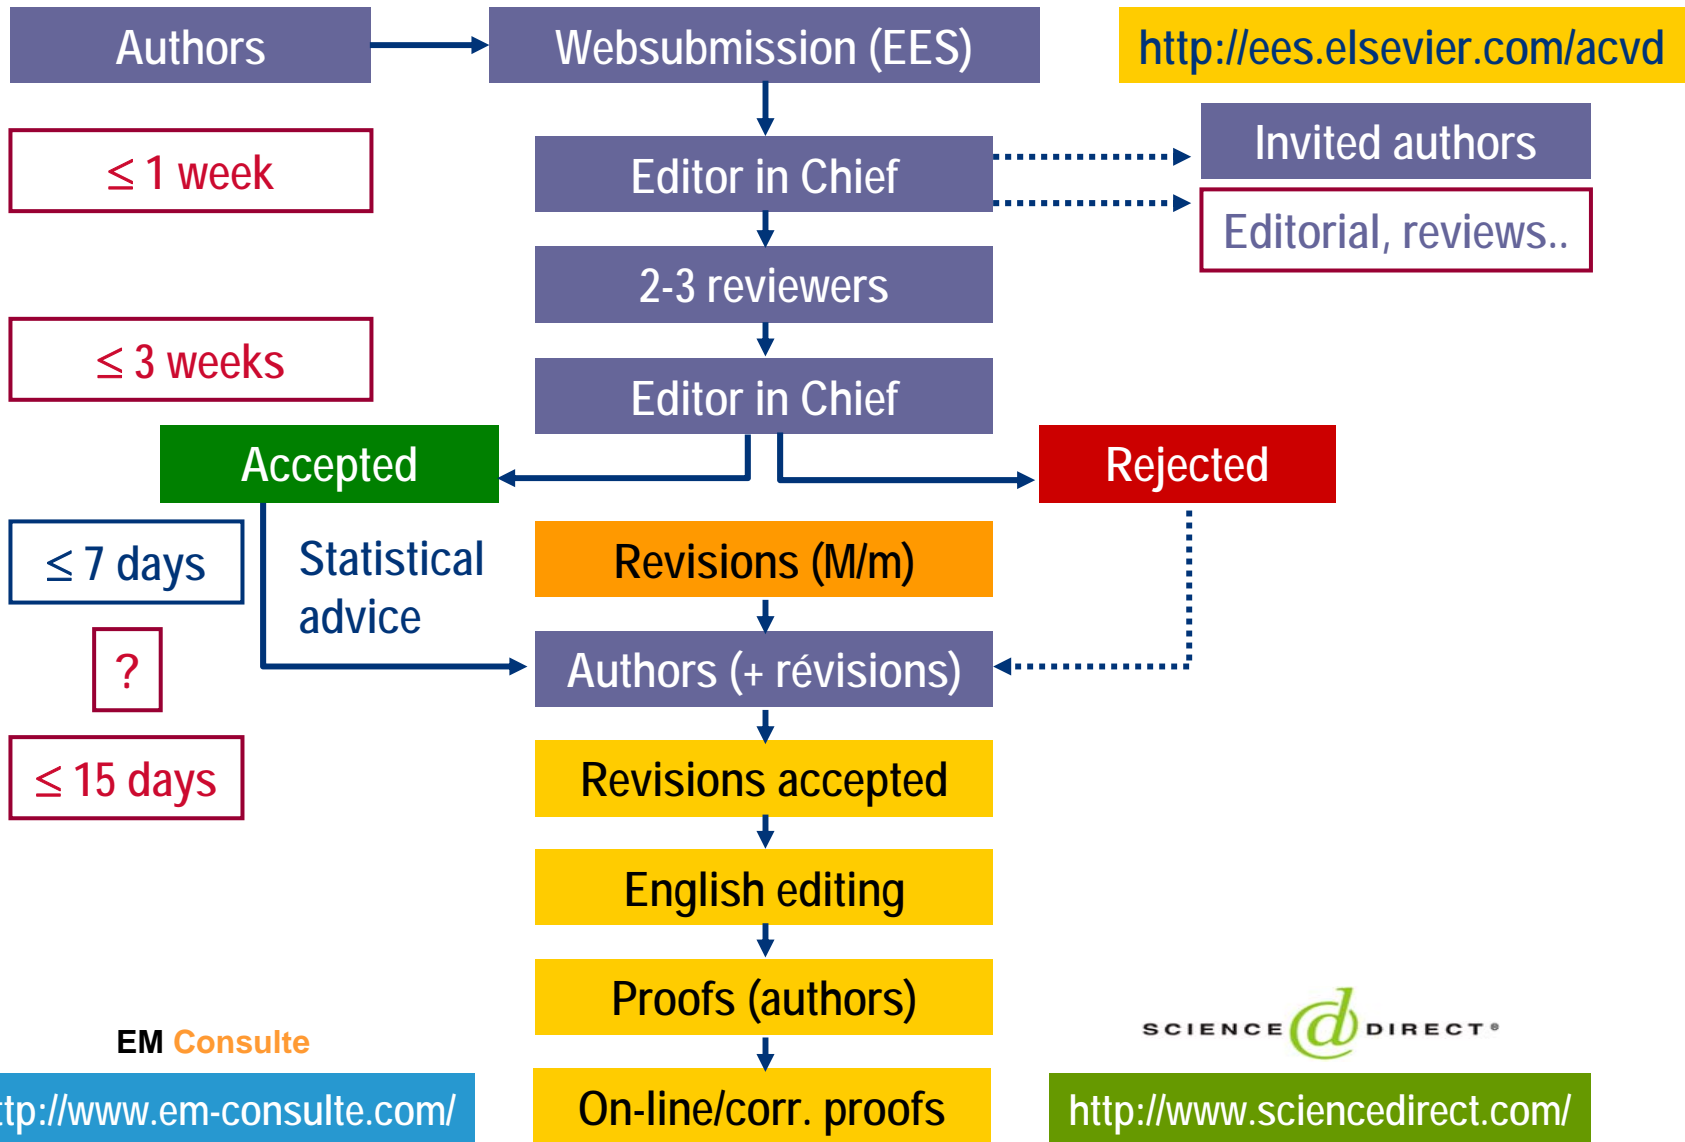 Authors
Websubmission (EES)
http://ees.elsevier.com/acvd
≤ 1 week
Editor in Chief
Invited authors
Editorial, reviews..
2-3 reviewers
≤ 3 weeks
Editor in Chief
Accepted
Rejected
≤ 7 days
Statistical
advice
Revisions (M/m)
?
Authors (+ révisions)
≤ 15 days
Revisions accepted
English editing
Proofs (authors)
EM Consulte
SCIENCE @ DIRECT®
ttp://www.em-consulte.com/
On-line/corr. proofs
http://www.sciencedirect.com/